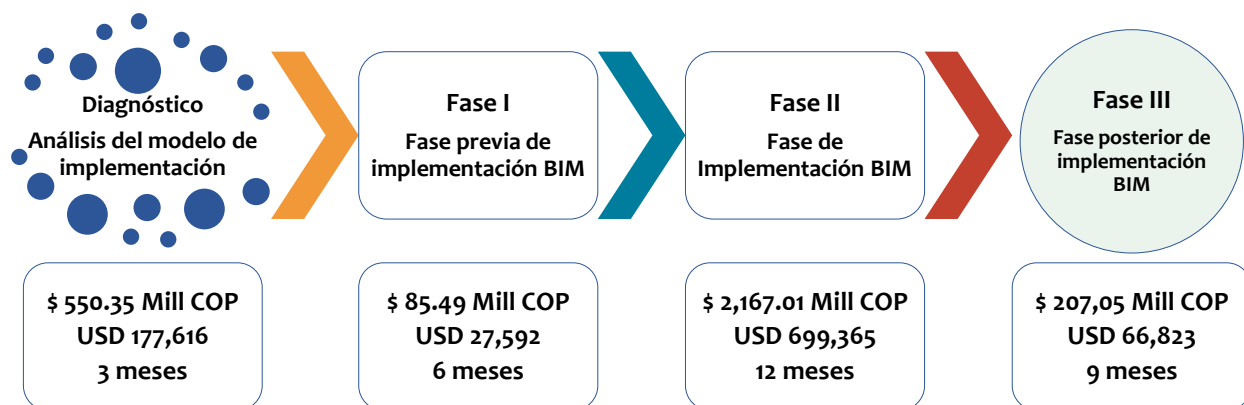 Diagnóstico
Análisis del modelo de
implementación
Fase I
Fase previa de
implementación BIM
Fase II
Fase de
Implementación BIM
Fase III
Fase posterior de
implementación
BIM
$ 550.35 Mill COP
USD 177,616
3 meses
$ 85.49 Mill COP
USD 27,592
6 meses
$ 2,167.01 Mill COP
USD 699,365
12 meses
$ 207,05 Mill COP
USD 66,823
9 meses